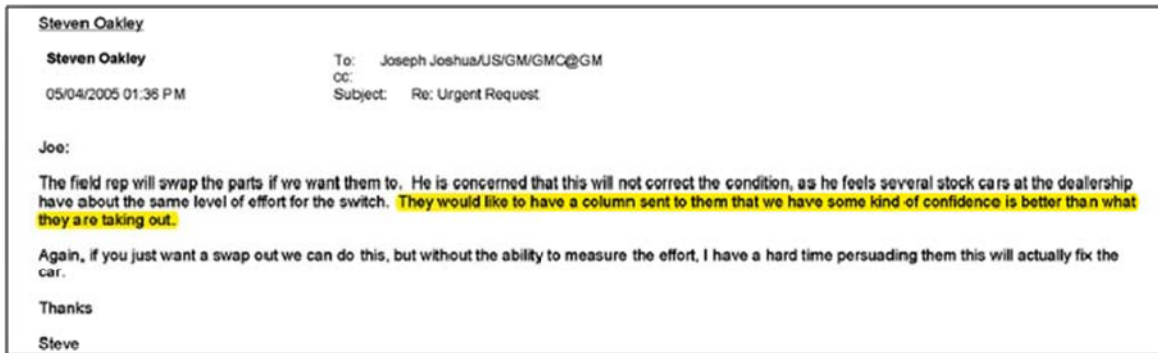 Steven Oakley
Steven Oakley To: Joseph Joshua/US/GM/GMC@GM
cc:
05/04/2005 01:36 PM Subject: Re: Urgent Request
Joe:
The field rep will swap the parts if we want them to. He is concerned that this will not correct the condition, as he feels several stock cars at the dealership
have about the same level of effort for the switch. They would like to have a column sent to them that we have some kind of confidence is better than what
they are taking out.
Again, if you just want a swap out we can do this, but without the ability to measure the effort, I have a hard time persuading them this will actually fix the
car.
Thanks
Steve